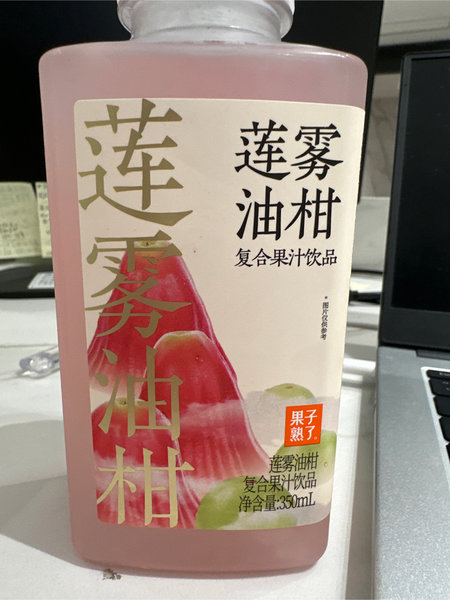 莲雾油柑
莲雾
油柑
复合果汁饮品
*图片仅供参考
果子
熟了
莲雾油柑
复合果汁饮品
净含量:350mL